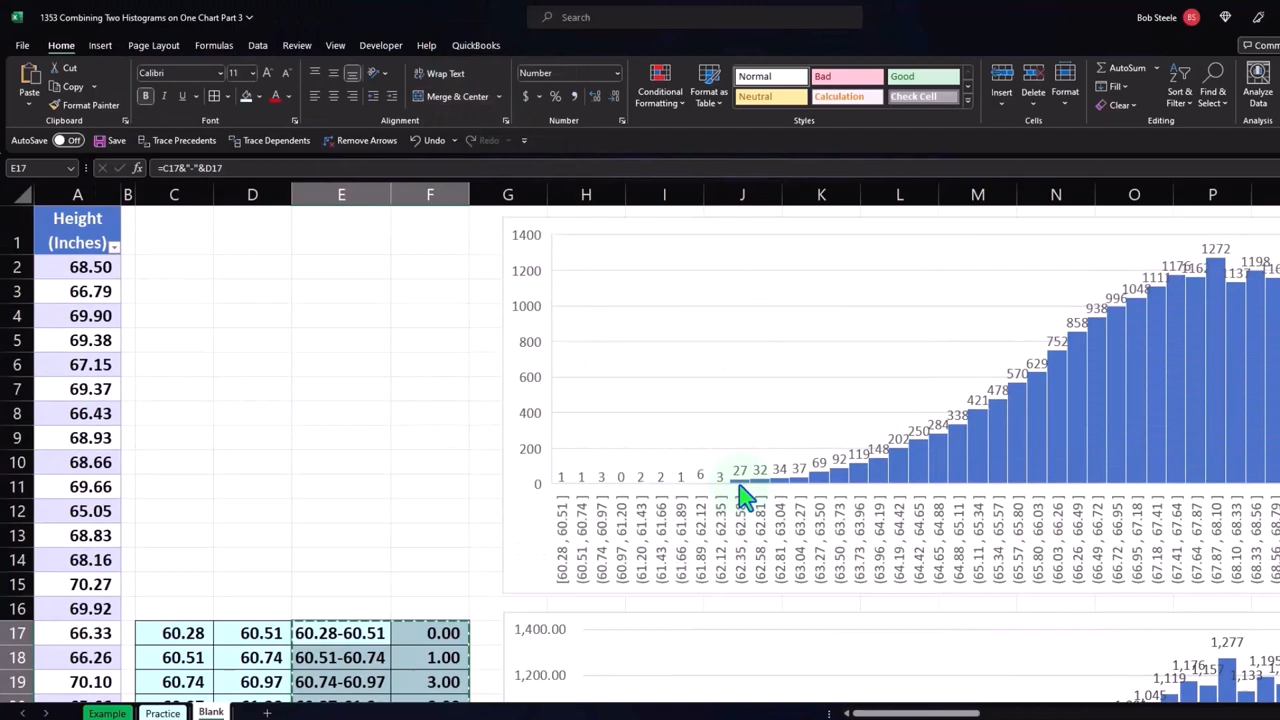 1353 Combining Two Histograms on One Chart Part 3
Search
Bob Steele BS
File Home Insert Page Layout Formulas Data Review View Developer Help QuickBooks
Paste Cut Copy Format Painter
Calibri 11
B I U
Wrap Text
Merge & Center
Number
$ % 9
Conditional Formatting Format as Table
Normal Bad Good
Neutral Calculation Check Cell
Insert Delete Format
AutoSum Fill Clear
Sort & Filter Find & Select
Analyze Data
Clipboard Font Alignment Number Styles Cells Editing Analysis
AutoSave Off Save Trace Precedents Trace Dependents Remove Arrows Undo Redo
E17 fx =C17&"-"&D17
A B C D E F G H I J K L M N O P
1 Height (Inches)
2 68.50
3 66.79
4 69.90
5 69.38
6 67.15
7 69.37
8 66.43
9 68.93
10 68.66
11 69.66
12 65.05
13 68.83
14 68.16
15 70.27
16 69.92
17 66.33 60.28 60.51 60.28-60.51 0.00
18 66.26 60.51 60.74 60.51-60.74 1.00
19 70.10 60.74 60.97 60.74-60.97 3.00
1400
1200
1000
800
600
400
200
0
1 1 3 0 2 2 1 6 3 27 32 34 37 69 92 119 148 202 250 284 338 421 478 570 629 752 858 938 996 1048 1111 1176 1162 1272 1137 1198
[60.28 , 60.51 ]
(60.51 , 60.74 ]
(60.74 , 60.97 ]
(60.97 , 61.20 ]
(61.20 , 61.43 ]
(61.43 , 61.66 ]
(61.66 , 61.89 ]
(61.89 , 62.12 ]
(62.12 , 62.35 ]
(62.58 , 62.81 ]
(62.81 , 63.04 ]
(63.04 , 63.27 ]
(63.27 , 63.50 ]
(63.50 , 63.73 ]
(63.73 , 63.96 ]
(63.96 , 64.19 ]
(64.19 , 64.42 ]
(64.42 , 64.65 ]
(64.65 , 64.88 ]
(64.88 , 65.11 ]
(65.11 , 65.34 ]
(65.34 , 65.57 ]
(65.57 , 65.80 ]
(65.80 , 66.03 ]
(66.03 , 66.26 ]
(66.26 , 66.49 ]
(66.49 , 66.72 ]
(66.72 , 66.95 ]
(66.95 , 67.18 ]
(67.18 , 67.41 ]
(67.41 , 67.64 ]
(67.64 , 67.87 ]
(67.87 , 68.10 ]
(68.10 , 68.33 ]
(68.33 , 68.56 ]
1,400.00
1,200.00
1,045 1,119 1,176 1,157 1,277 1,133 1,195
Example Practice Blank